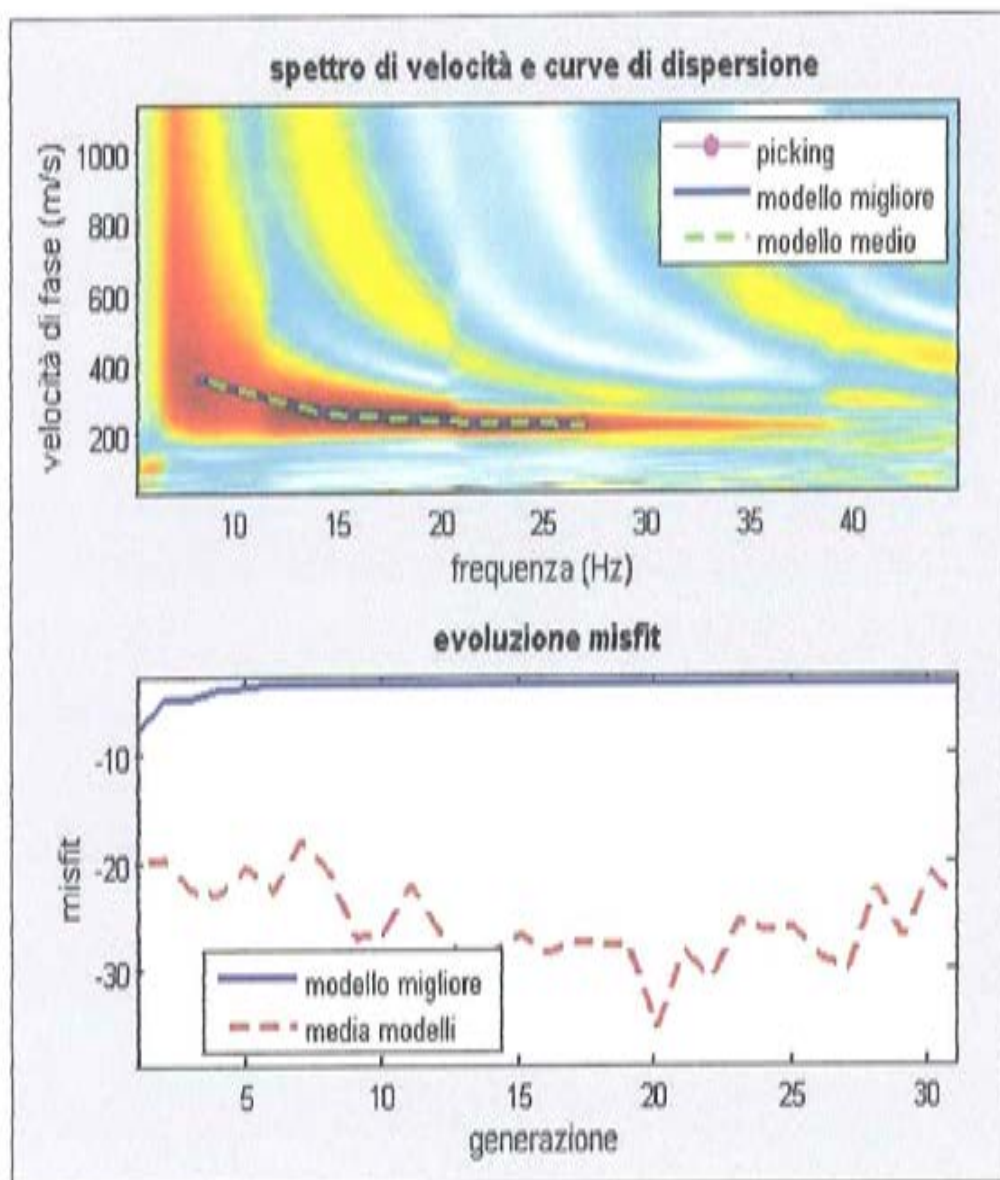 spettro di velocità e curve di dispersione
velocità di fase (m/s)
1000
800
600
400
200
picking
modello migliore
modello medio
10 15 20 25 30 35 40
frequenza (Hz)
evoluzione misfit
misfit
-10
-20
-30
modello migliore
media modelli
5 10 15 20 25 30
generazione